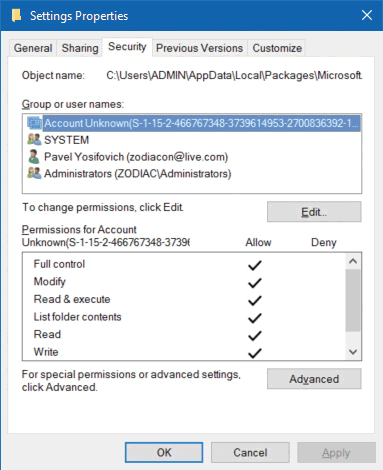 Settings Properties
General Sharing Security Previous Versions Customize
Object name: C:\Users\ADMIN\AppData\Local\Packages\Microsoft.
Group or user names:
Account Unknown(S-1-15-2-466767348-3739614953-2700836392-1...
SYSTEM
Pavel Yosifovich (zodiacon@live.com)
Administrators (ZODIAC\Administrators)
To change permissions, click Edit.
Edit...
Permissions for Account
Unknown(S-1-15-2-466767348-3739€ Allow Deny
Full control
Modify
Read & execute
List folder contents
Read
Write
For special permissions or advanced settings,
click Advanced.
Advanced
OK Cancel Apply